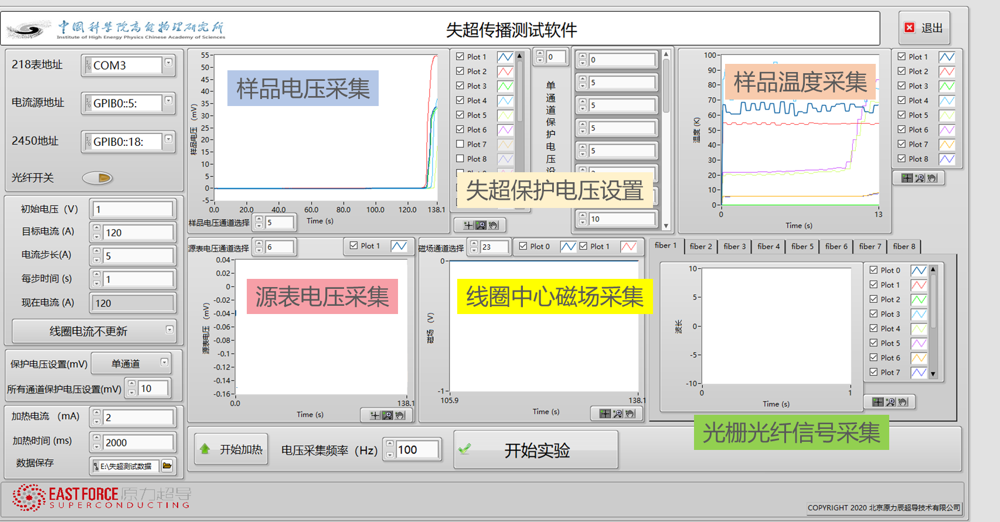 中国科学院高能物理研究所
Institute of High Energy Physics Chinese Academy of Sciences
失超传播测试软件
退出
218表地址
COM3
电流源地址
GPIB0::5:
2450地址
GPIB0::18:
光纤开关
初始电压 (V)
1
目标电流 (A)
120
电流步长(A)
5
每步时间 (s)
1
现在电流 (A)
120
线圈电流不更新
保护电压设置(mV)
单通道
所有通道保护电压设置(mV)
10
加热电流 (mA)
2
加热时间 (ms)
2000
数据保存
E:\失超测试数据
样品电压采集
样品电压 (mV)
55
50
45
40
35
30
25
20
15
10
5
0
-5
0.0
20.0
40.0
60.0
80.0
100.0
120.0
138.1
Time (s)
样品电压通道选择
5
Plot 1
Plot 2
Plot 3
Plot 4
Plot 5
Plot 6
Plot 7
Plot 8
0
单通道保护电压设
0
5
5
5
5
10
失超保护电压设置
样品温度采集
温度 (K)
100
90
80
70
60
50
40
30
20
10
0
0
13
Time (s)
Plot 1
Plot 2
Plot 3
Plot 4
Plot 5
Plot 6
Plot 7
Plot 8
源表电压通道选择
6
Plot 1
源表电压采集
源表电压 (mV)
0.04
0.02
0
-0.02
-0.04
-0.06
-0.08
-0.1
-0.12
-0.14
-0.16
0.0
138.1
Time (s)
磁场通道选择
23
Plot 0
Plot 1
线圈中心磁场采集
磁场 (V)
0
-1
105.9
138.1
Time (s)
fiber 1
fiber 2
fiber 3
fiber 4
fiber 5
fiber 6
fiber 7
fiber 8
波长
10
5
0
-5
-10
0
1
Time (s)
Plot 0
Plot 1
Plot 2
Plot 3
Plot 4
Plot 5
Plot 6
Plot 7
光栅光纤信号采集
开始加热
电压采集频率 (Hz)
100
开始实验
EASTFORCE原力超导
SUPERCONDUCTING
COPYRIGHT 2020 北京原力辰超导技术有限公司